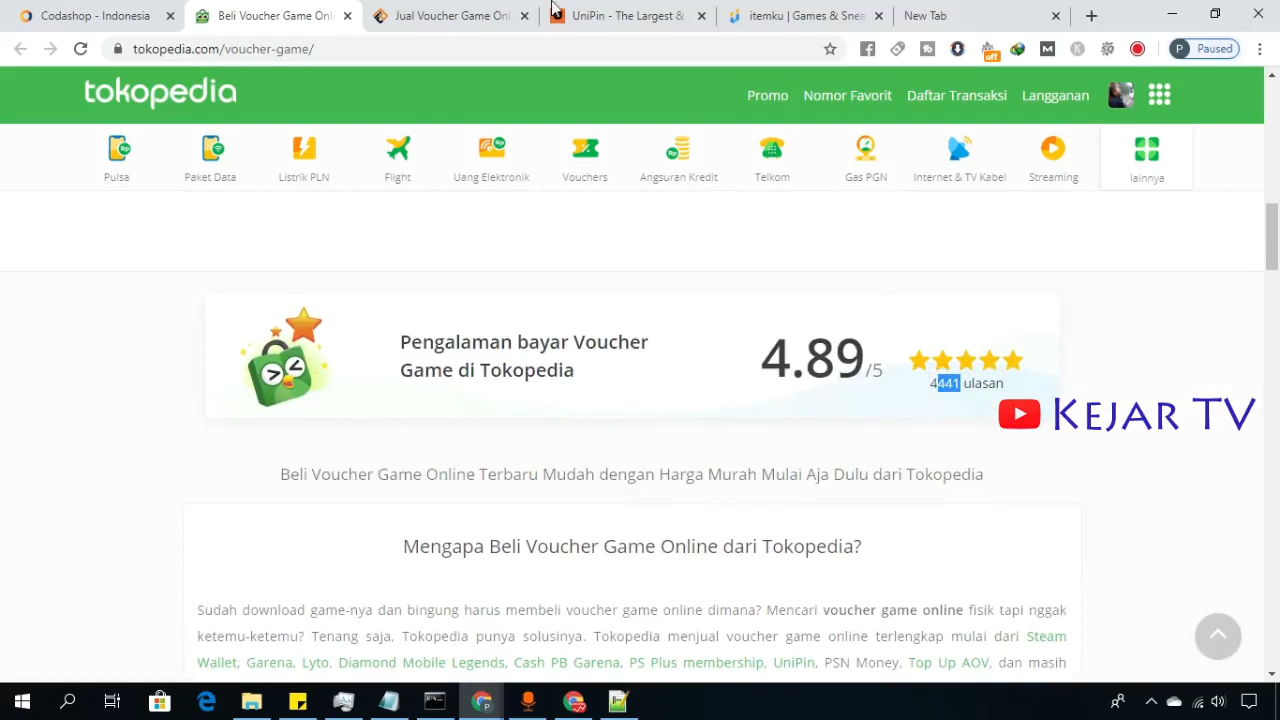 Codashop - Indonesia
Beli Voucher Game Onl
Jual Voucher Game Onl
UniPin - The Largest &
itemku | Games & Snea
New Tab
tokopedia.com/voucher-game/
off
M
K
P
Paused
tokopedia
Promo
Nomor Favorit
Daftar Transaksi
Langganan
Pulsa
Paket Data
Listrik PLN
Flight
Uang Elektronik
Vouchers
Angsuran Kredit
Telkom
Gas PGN
Internet & TV Kabel
Streaming
lainnya
Pengalaman bayar Voucher
Game di Tokopedia
4.89/5
4441 ulasan
KEJAR TV
Beli Voucher Game Online Terbaru Mudah dengan Harga Murah Mulai Aja Dulu dari Tokopedia
Mengapa Beli Voucher Game Online dari Tokopedia?
Sudah download game-nya dan bingung harus membeli voucher game online dimana? Mencari voucher game online fisik tapi nggak
ketemu-ketemu? Tenang saja, Tokopedia punya solusinya. Tokopedia menjual voucher game online terlengkap mulai dari Steam
Wallet, Garena, Lyto, Diamond Mobile Legends, Cash PB Garena, PS Plus membership, UniPin, PSN Money, Top Up AOV, dan masih